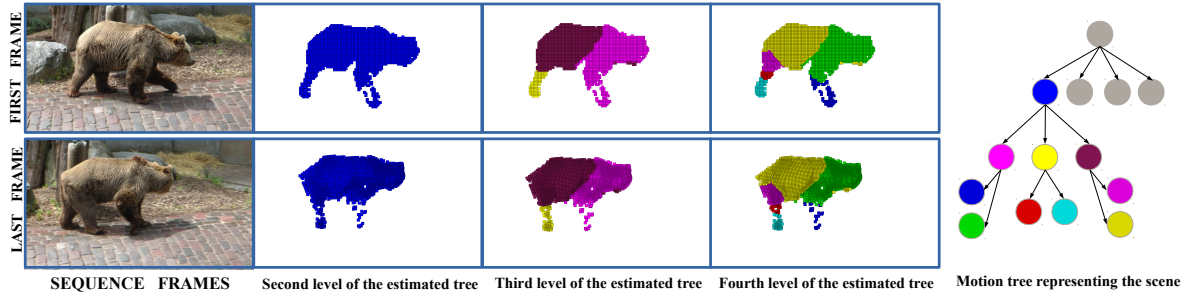 FIRST FRAME
LAST FRAME
SEQUENCE FRAMES
Second level of the estimated tree
Third level of the estimated tree
Fourth level of the estimated tree
Motion tree representing the scene